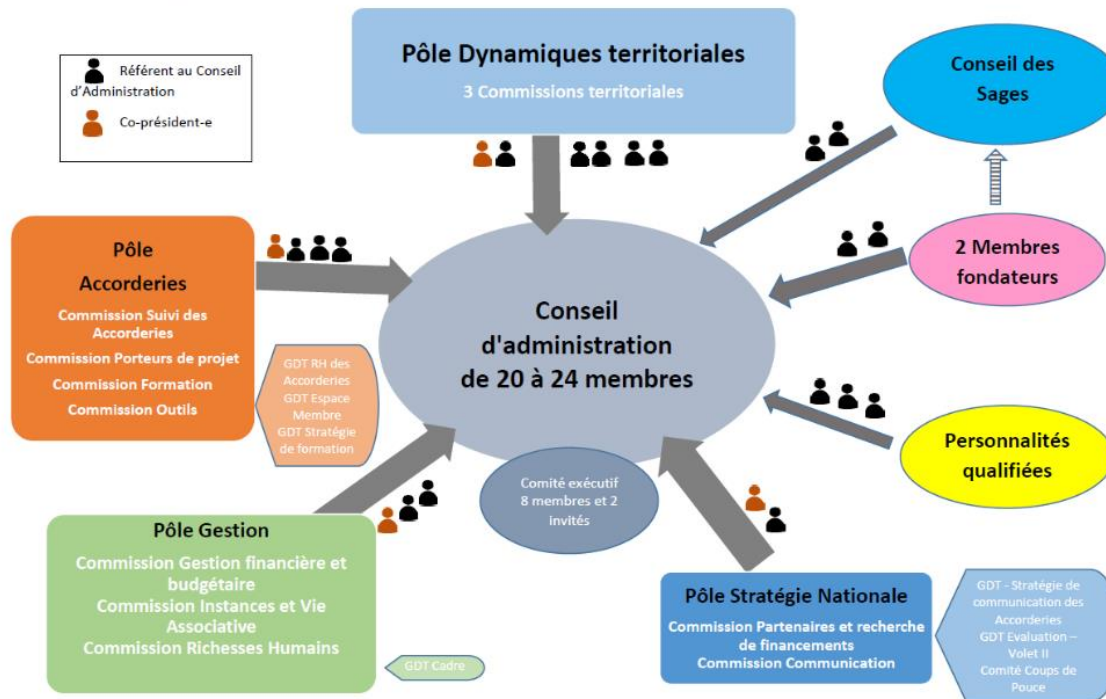 Référent au Conseil
d'Administration
Co-président-e
Pôle Dynamiques territoriales
3 Commissions territoriales
Conseil des
Sages
2 Membres
fondateurs
Personnalités
qualifiées
Pôle
Accorderies
Commission Suivi des
Accorderies
Commission Porteurs de projet
Commission Formation
Commission Outils
GDT RH des
Accorderies
GDT Espace
Membre
GDT Stratégie
de formation
Conseil
d'administration
de 20 à 24 membres
Comité exécutif
8 membres et 2
invités
Pôle Gestion
Commission Gestion financière et
budgétaire
Commission Instances et Vie
Associative
Commission Richesses Humains
GDT Cadre
Pôle Stratégie Nationale
Commission Partenaires et recherche
de financements
Commission Communication
GDT - Stratégie de
communication des
Accorderies
GDT Evaluation –
Volet II
Comité Coups de
Pouce